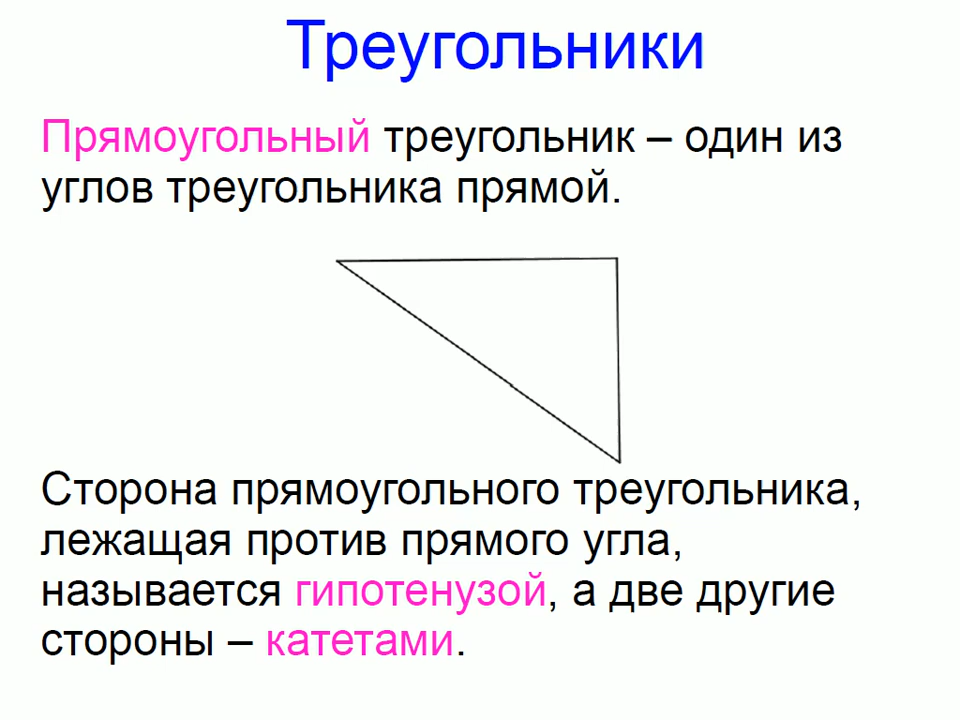 Треугольники
Прямоугольный треугольник – один из
углов треугольника прямой.
Сторона прямоугольного треугольника,
лежащая против прямого угла,
называется гипотенузой, а две другие
стороны – катетами.